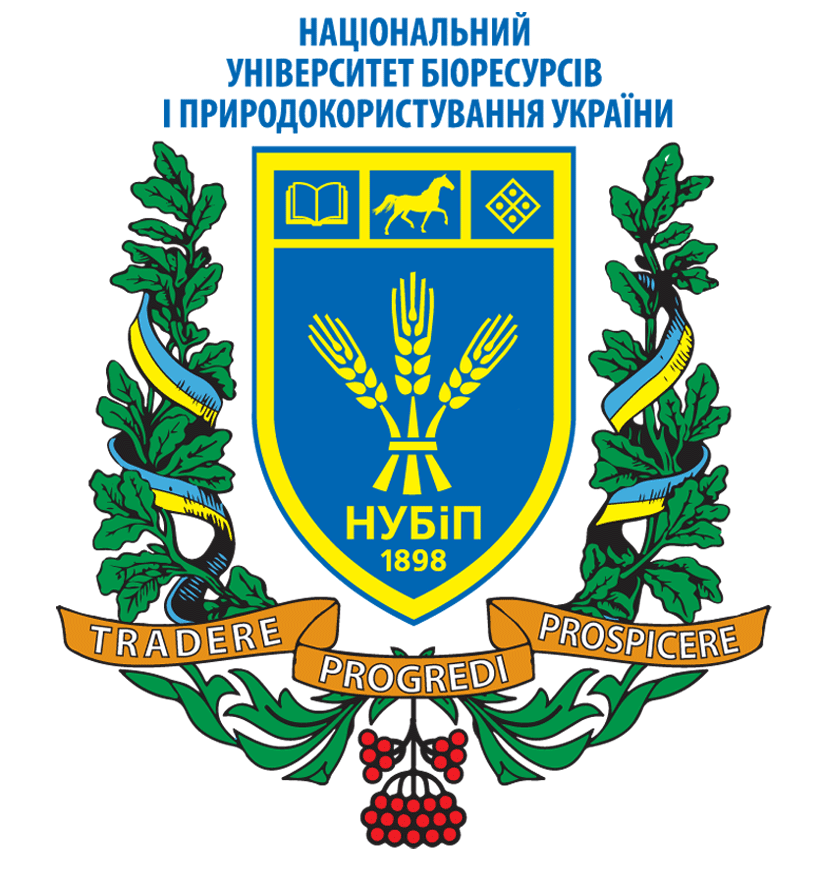 НАЦІОНАЛЬНИЙ
УНІВЕРСИТЕТ БІОРЕСУРСІВ
І ПРИРОДОКОРИСТУВАННЯ УКРАЇНИ
НУБіП
1898
TRADERE
PROGREDI
PROSPICERE